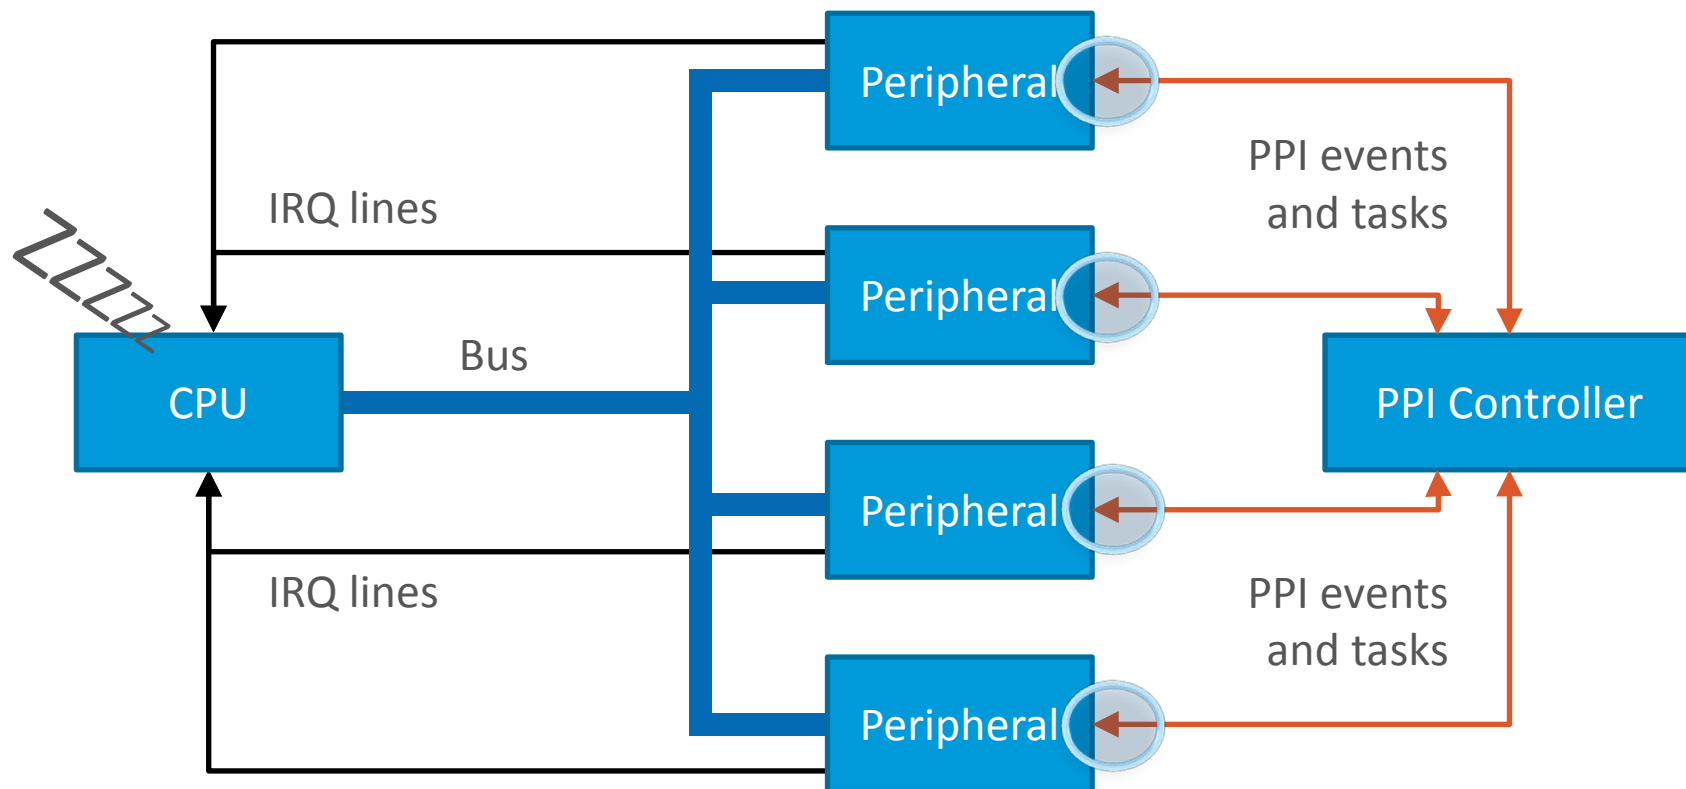 Peripheral
PPI events
and tasks
IRQ lines
ZZZZZ
Peripheral
Bus
CPU
PPI Controller
Peripheral
IRQ lines
PPI events
and tasks
Peripheral